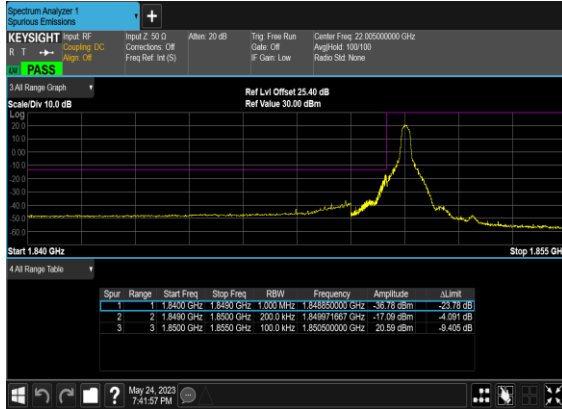 Spectrum Analyzer 1
Spurious Emissions
+
KEYSIGHT Input: RF Input Z: 50 Ω Atten: 20 dB Trig: Free Run Center Freq: 22.005000000 GHz
R T Coupling: DC Corrections: Off Gate: Off Avg|Hold: 100/100
Align: Off Freq Ref: Int (S) IF Gain: Low Radio Std: None
PASS
3 All Range Graph
Ref Lvl Offset 25.40 dB
Scale/Div 10.0 dB Ref Value 30.00 dBm
Log
20.0
10.0
0.00
-10.0
-20.0
-30.0
-40.0
-50.0
-60.0
Start 1.840 GHz Stop 1.855 GH
4 All Range Table
Spur Range Start Freq Stop Freq RBW Frequency Amplitude ΔLimit
1 1 1.8400 GHz 1.8490 GHz 1.000 MHz 1.848850000 GHz -36.78 dBm -23.78 dB
2 2 1.8490 GHz 1.8500 GHz 200.0 kHz 1.849971667 GHz -17.09 dBm -4.091 dB
3 3 1.8500 GHz 1.8550 GHz 100.0 kHz 1.850500000 GHz 20.59 dBm -9.405 dB
? May 24, 2023
7:41:57 PM